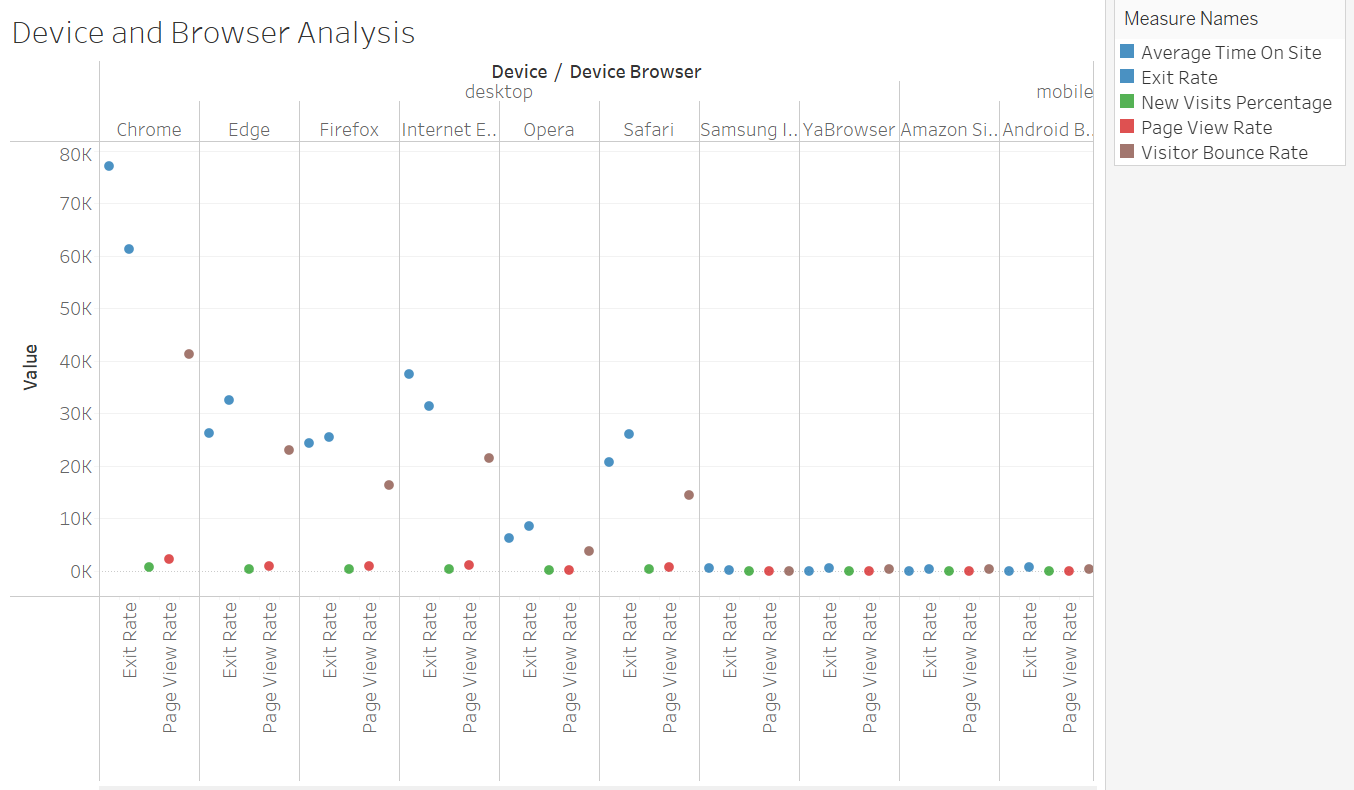 Device and Browser Analysis
Device / Device Browser
desktop
mobile
Chrome
Edge
Firefox
Internet E..
Opera
Safari
Samsung I..
YaBrowser
Amazon Si..
Android B..
80K
70K
60K
50K
40K
30K
20K
10K
0K
Value
Exit Rate
Page View Rate
Exit Rate
Page View Rate
Exit Rate
Page View Rate
Exit Rate
Page View Rate
Exit Rate
Page View Rate
Exit Rate
Page View Rate
Exit Rate
Page View Rate
Exit Rate
Page View Rate
Exit Rate
Page View Rate
Exit Rate
Page View Rate
Measure Names
Average Time On Site
Exit Rate
New Visits Percentage
Page View Rate
Visitor Bounce Rate